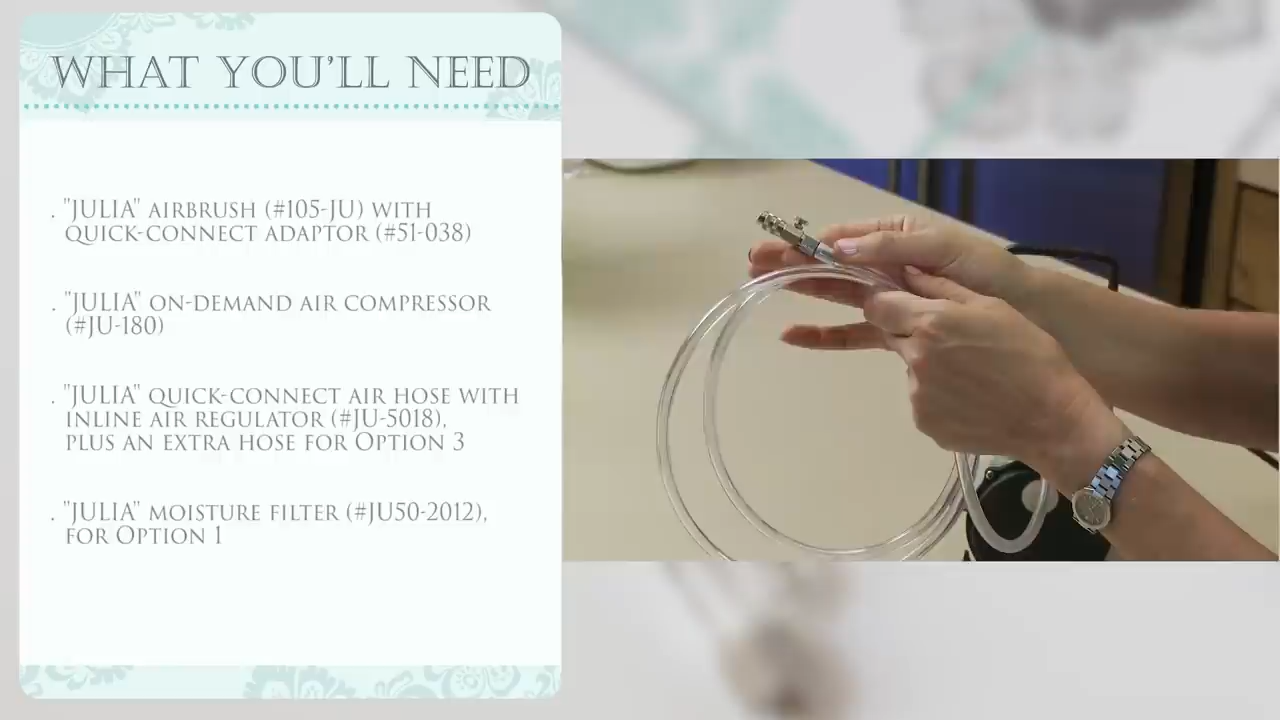 WHAT YOU'LL NEED
. "JULIA" AIRBRUSH (#105-JU) WITH
QUICK-CONNECT ADAPTOR (#51-038)
. "JULIA" ON-DEMAND AIR COMPRESSOR
(#JU-180)
. "JULIA" QUICK-CONNECT AIR HOSE WITH
INLINE AIR REGULATOR (#JU-5018),
PLUS AN EXTRA HOSE FOR OPTION 3
. "JULIA" MOISTURE FILTER (#JU50-2012),
FOR OPTION 1